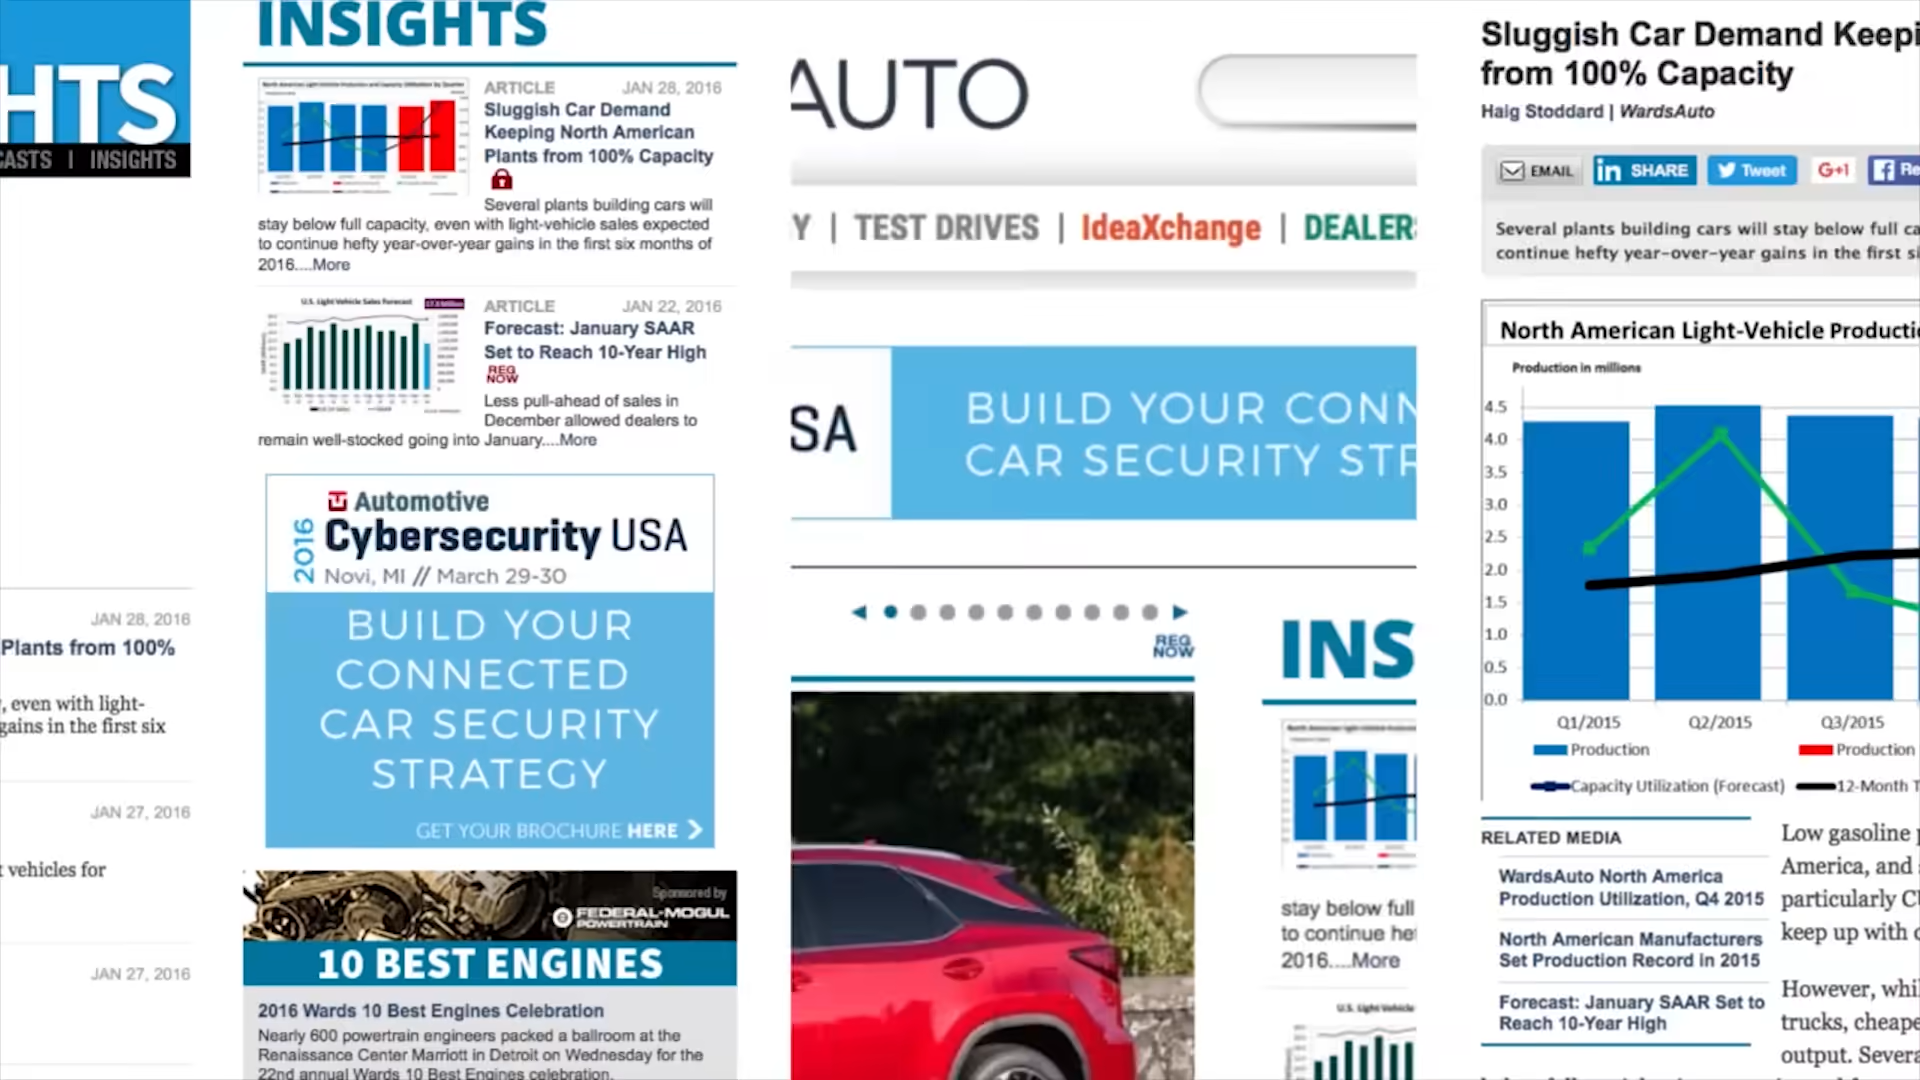 HTS
CASTS | INSIGHTS
JAN 28, 2016
Plants from 100%
, even with light-
gains in the first six
JAN 27, 2016
t vehicles for
JAN 27, 2016
INSIGHTS
ARTICLE JAN 28, 2016
Sluggish Car Demand
Keeping North American
Plants from 100% Capacity
Several plants building cars will
stay below full capacity, even with light-vehicle sales expected
to continue hefty year-over-year gains in the first six months of
2016....More
U.S. Light Vehicle Sales Forecast
ARTICLE JAN 22, 2016
Forecast: January SAAR
Set to Reach 10-Year High
REG
NOW
Less pull-ahead of sales in
December allowed dealers to
remain well-stocked going into January....More
Automotive
2016 Cybersecurity USA
Novi, MI // March 29-30
BUILD YOUR
CONNECTED
CAR SECURITY
STRATEGY
GET YOUR BROCHURE HERE
Sponsored by
FEDERAL-MOGUL
POWERTRAIN
10 BEST ENGINES
2016 Wards 10 Best Engines Celebration
Nearly 600 powertrain engineers packed a ballroom at the
Renaissance Center Marriott in Detroit on Wednesday for the
22nd annual Wards 10 Best Engines celebration.
AUTO
Y | TEST DRIVES | IdeaXchange | DEALER
SA
BUILD YOUR CONN
CAR SECURITY STR
REG
NOW
INS
stay below full
to continue he
2016....More
U.S. Light Vehicle
Sluggish Car Demand Keepi
from 100% Capacity
Haig Stoddard | WardsAuto
EMAIL
in SHARE
Tweet
G+1
Re
Several plants building cars will stay below full ca
continue hefty year-over-year gains in the first si
North American Light-Vehicle Productio
Production in millions
4.5
4.0
3.5
3.0
2.5
2.0
1.5
1.0
0.5
0.0
Q1/2015 Q2/2015 Q3/2015
Production Production
Capacity Utilization (Forecast) 12-Month T
RELATED MEDIA
WardsAuto North America
Production Utilization, Q4 2015
North American Manufacturers
Set Production Record in 2015
Forecast: January SAAR Set to
Reach 10-Year High
Low gasoline p
America, and
particularly C
keep up with
However, whi
trucks, cheape
output. Severa